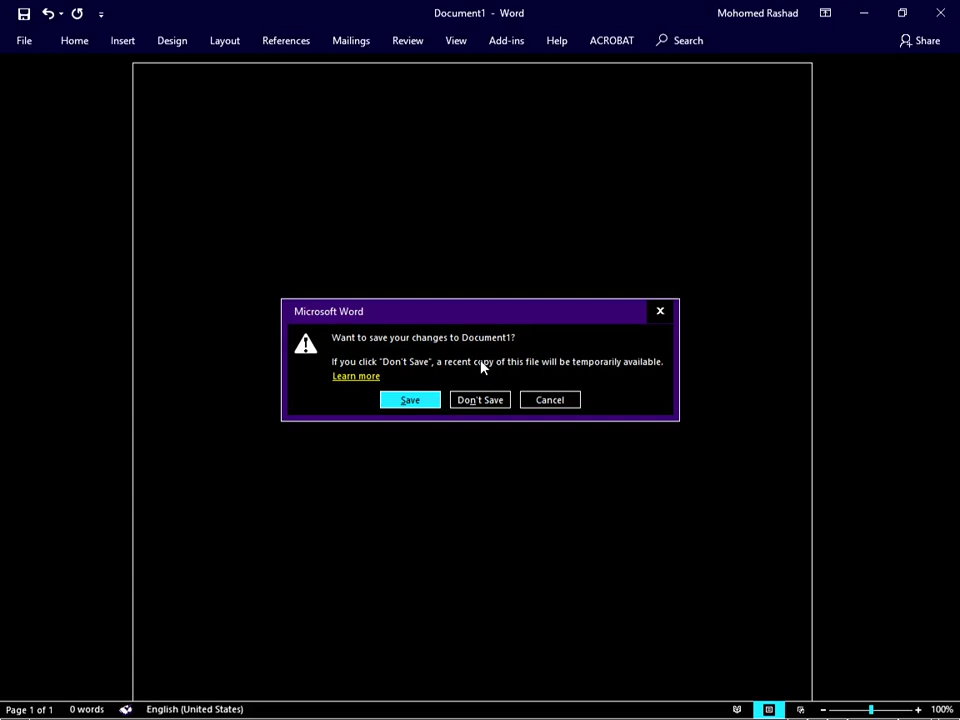 Document1 - Word
Mohomed Rashad
File Home Insert Design Layout References Mailings Review View Add-ins Help ACROBAT Search Share
Microsoft Word
Want to save your changes to Document1?
If you click "Don't Save", a recent copy of this file will be temporarily available.
Learn more
Save Don't Save Cancel
Page 1 of 1 0 words English (United States) 100%